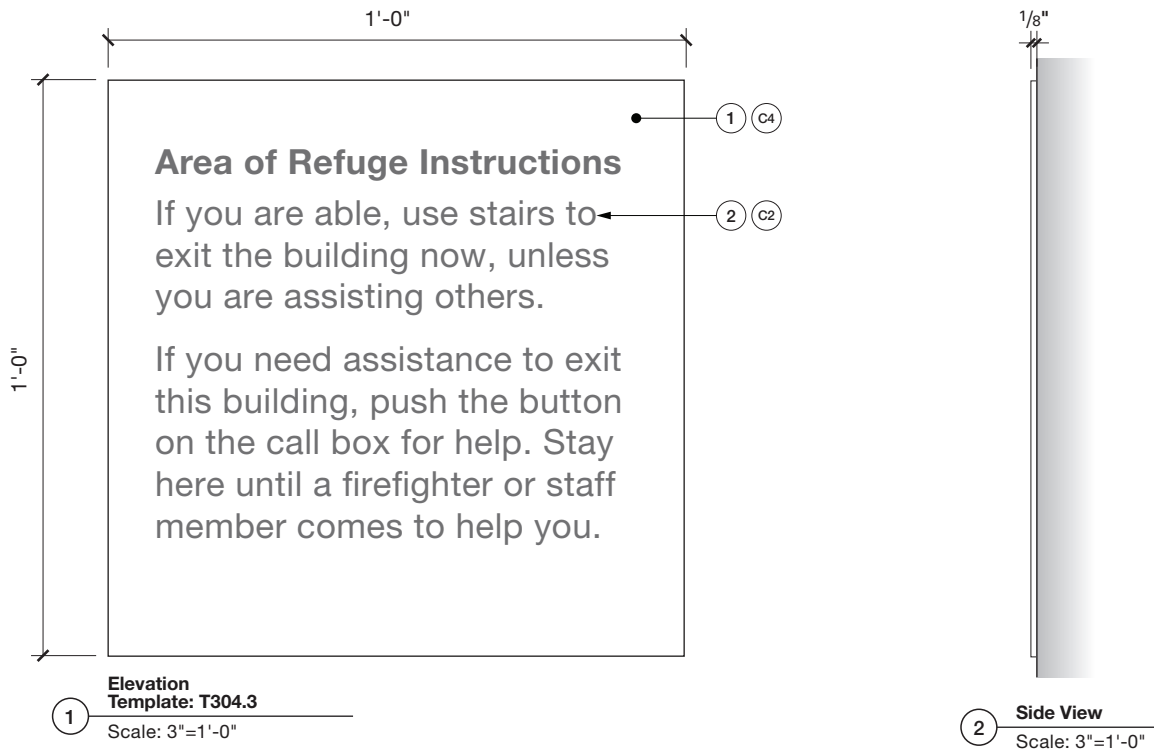 1'-0"
1/8"
1 C4
Area of Refuge Instructions
If you are able, use stairs to
2 C2
exit the building now, unless
you are assisting others.
1'-0"
If you need assistance to exit
this building, push the button
on the call box for help. Stay
here until a firefighter or staff
member comes to help you.
1
Elevation
Template: T304.3
Scale: 3"=1'-0"
2
Side View
Scale: 3"=1'-0"